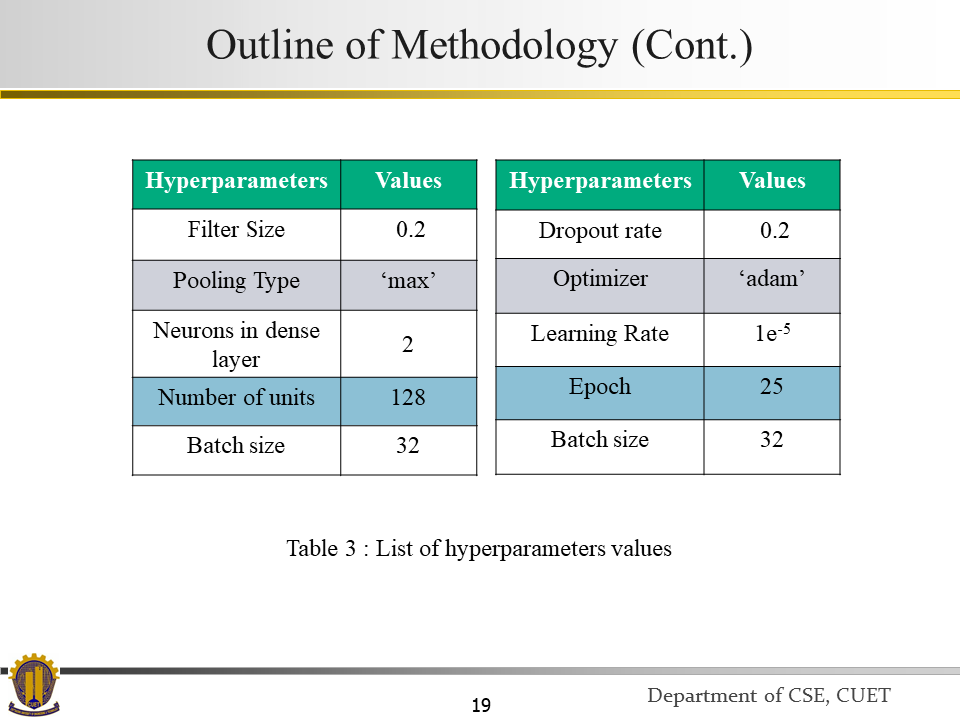 Outline of Methodology (Cont.)
Hyperparameters Values
Filter Size 0.2
Pooling Type ‘max’
Neurons in dense
layer 2
Number of units 128
Batch size 32
Hyperparameters Values
Dropout rate 0.2
Optimizer ‘adam’
Learning Rate 1e-5
Epoch 25
Batch size 32
Table 3 : List of hyperparameters values
CUET
19
Department of CSE, CUET